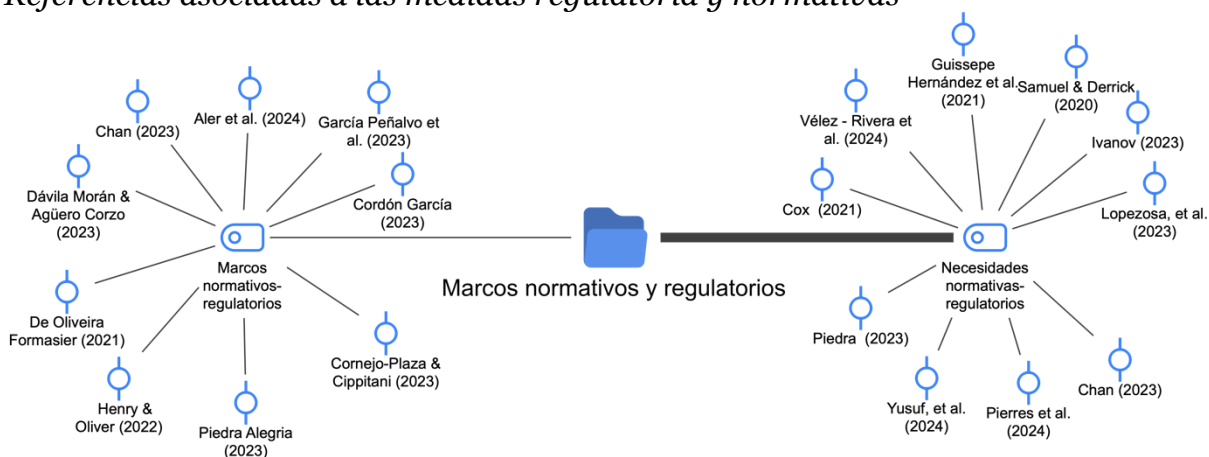 Referencias asociadas a las medidas regulatoria y normativas
Chan (2023)
Aler et al. (2024)
García Peñalvo et
al. (2023)
Dávila Morán &
Agüero Corzo
(2023)
Cordón García
(2023)
Marcos
normativos-
regulatorios
De Oliveira
Formasier (2021)
Henry &
Oliver (2022)
Piedra Alegria
(2023)
Cornejo-Plaza &
Cippitani (2023)
Marcos normativos y regulatorios
Guissepe
Hernández et al.
(2021)
Samuel & Derrick
(2020)
Vélez - Rivera et
al. (2024)
Ivanov (2023)
Cox (2021)
Lopezosa, et al.
(2023)
Necesidades
normativas-
regulatorios
Piedra (2023)
Yusuf, et al.
(2024)
Pierres et al.
(2024)
Chan (2023)